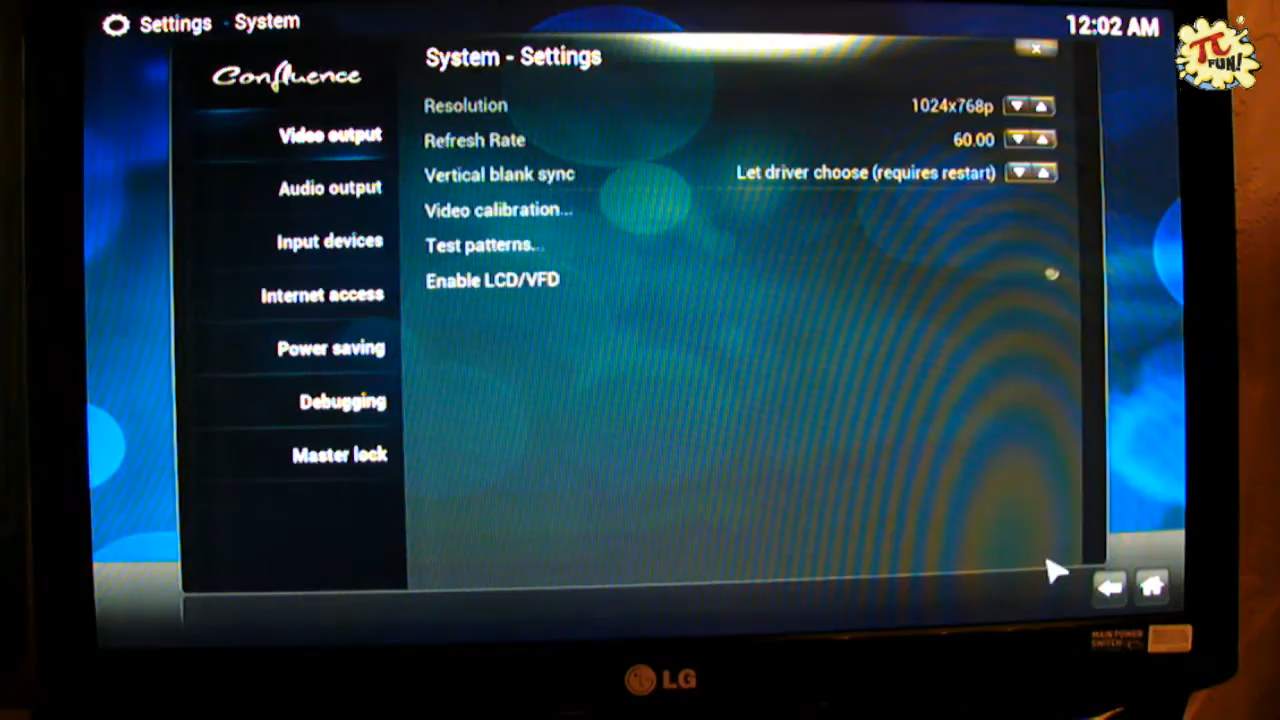 Settings - System
12:02 AM
Confluence
Video output
Audio output
Input devices
Internet access
Power saving
Debugging
Master lock
System - Settings
Resolution 1024x768p
Refresh Rate 60.00
Vertical blank sync Let driver choose (requires restart)
Video calibration...
Test patterns...
Enable LCD/VFD
FUN!
MAIN POWER
SWITCH
LG